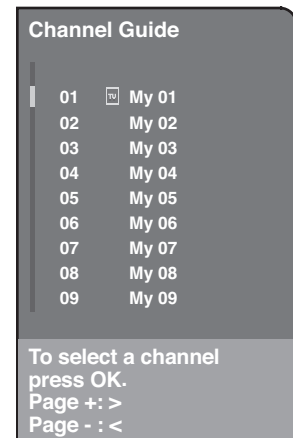 Channel Guide
01 TV My 01
02 My 02
03 My 03
04 My 04
05 My 05
06 My 06
07 My 07
08 My 08
09 My 09
To select a channel
press OK.
Page +: >
Page - : <